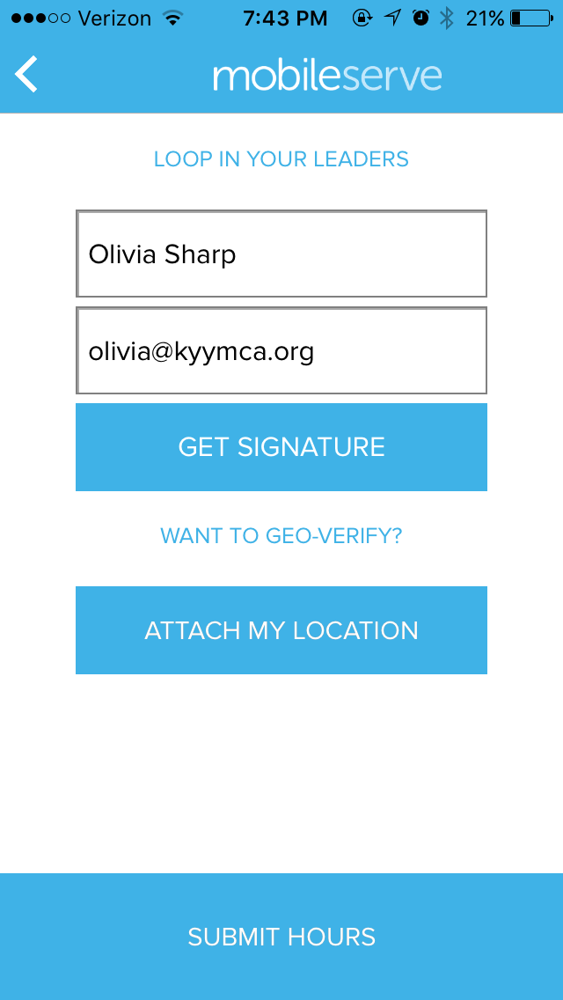 Verizon 7:43 PM 21%
mobileserve
LOOP IN YOUR LEADERS
Olivia Sharp
olivia@kyymca.org
GET SIGNATURE
WANT TO GEO-VERIFY?
ATTACH MY LOCATION
SUBMIT HOURS